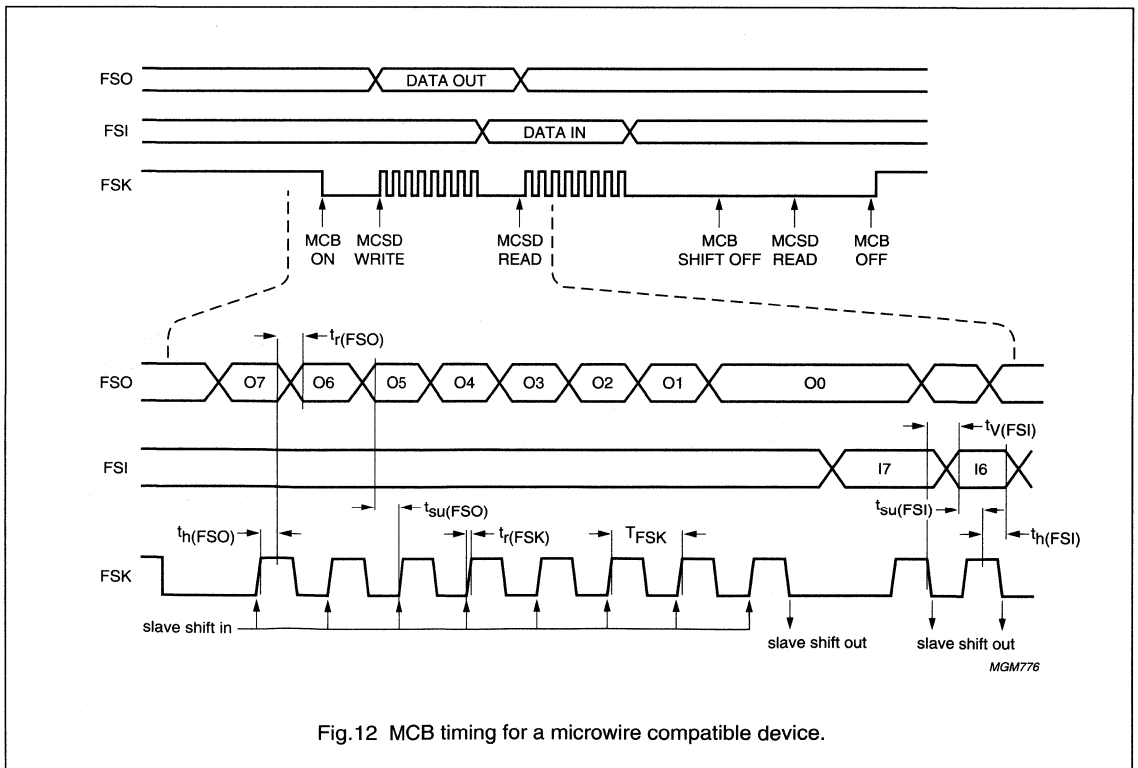 FSO
DATA OUT
FSI
DATA IN
FSK
MCB
ON
MCSD
WRITE
MCSD
READ
MCB
SHIFT OFF
MCSD
READ
MCB
OFF
tr(FSO)
FSO
O7
O6
O5
O4
O3
O2
O1
O0
tV(FSI)
FSI
I7
I6
tsu(FSO)
tsu(FSI)
th(FSO)
tr(FSK)
TFSK
th(FSI)
FSK
slave shift in
slave shift out
slave shift out
MGM776
Fig.12 MCB timing for a microwire compatible device.